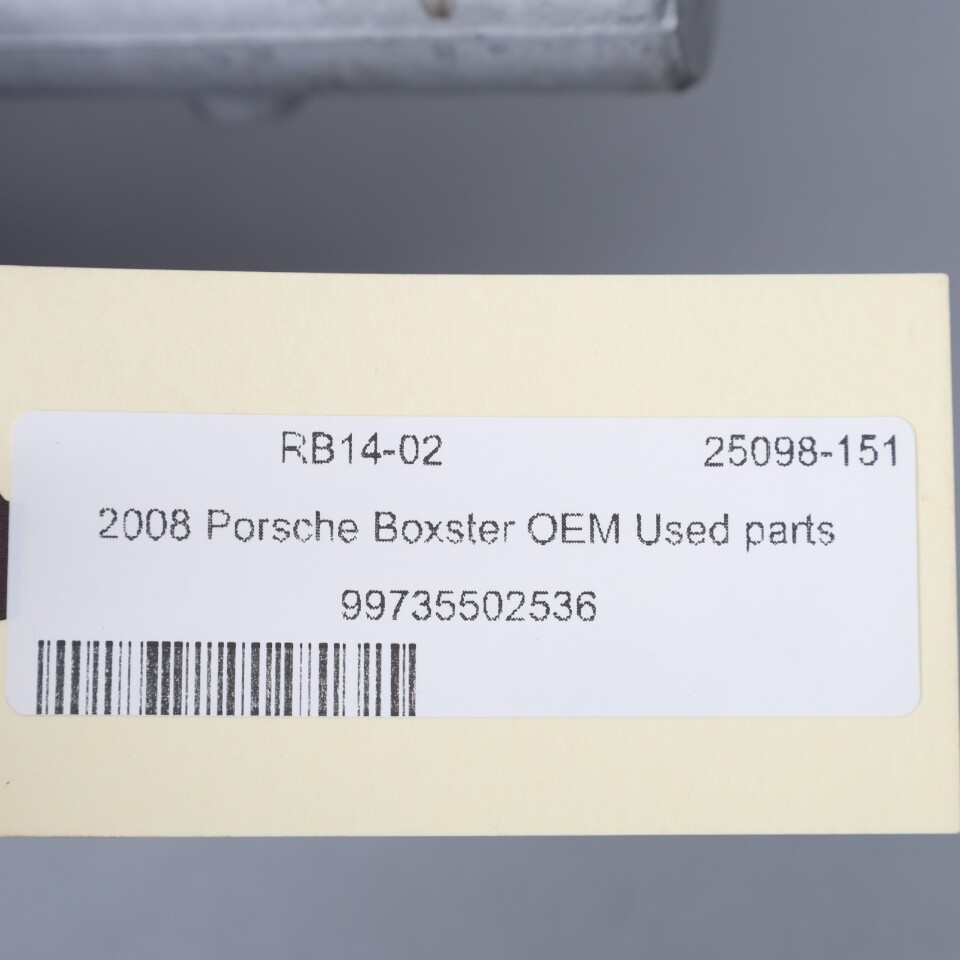 RB14-02 25098-151
2008 Porsche Boxster OEM Used parts
99735502536